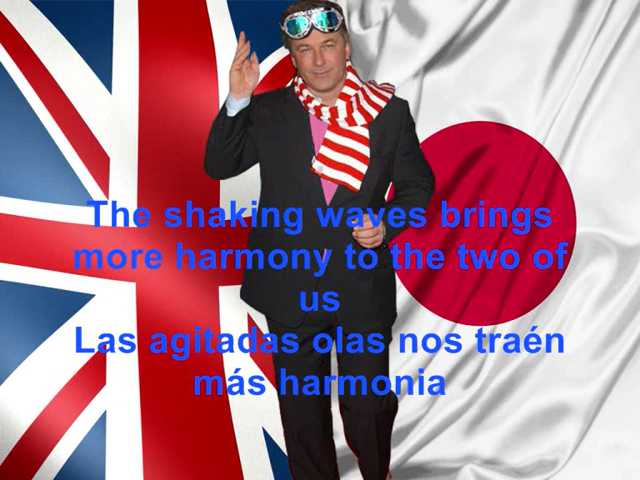 The shaking waves brings
more harmony to the two of
us
Las agitadas olas nos traén
más harmonia